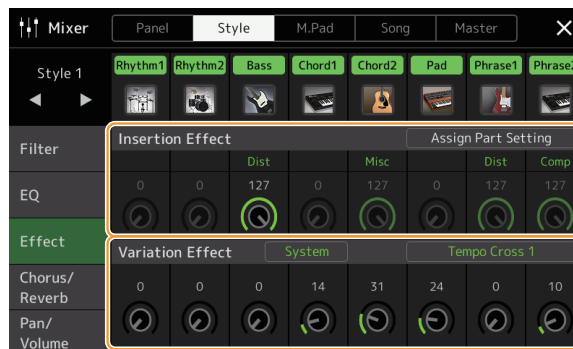 Mixer Panel Style M.Pad Song Master ×
Style 1 Rhythm1 Rhythm2 Bass Chord1 Chord2 Pad Phrase1 Phrase2
Filter
Insertion Effect Assign Part Setting
Dist Misc Dist Comp
0 0 127 0 127 0 127 127
EQ
Effect
Variation Effect System Tempo Cross 1
0 0 0 14 31 24 0 10
Chorus/
Reverb
Pan/
Volume